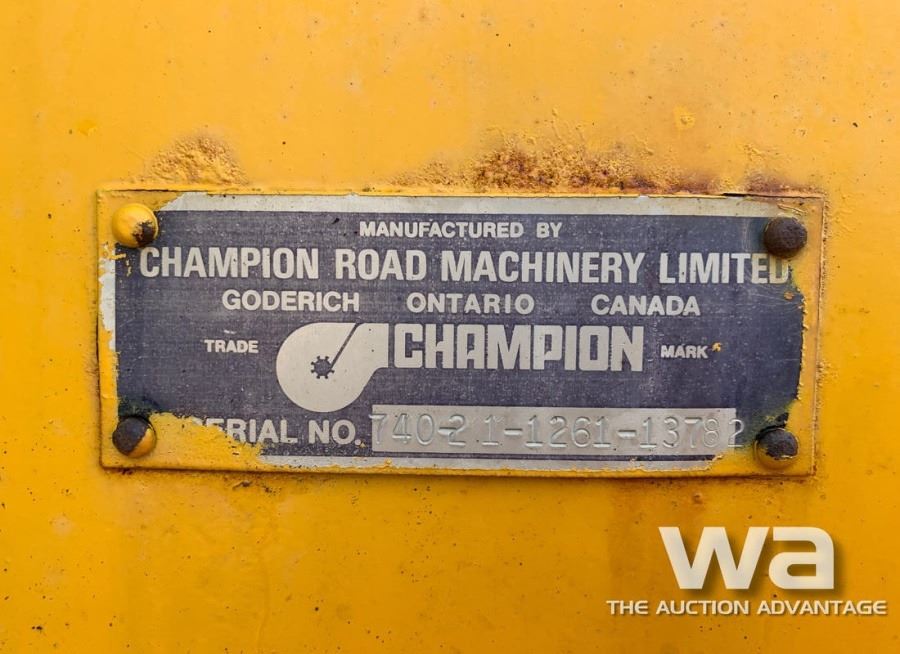 MANUFACTURED BY
CHAMPION ROAD MACHINERY LIMITED
GODERICH ONTARIO CANADA
TRADE CHAMPION MARK
SERIAL NO. 740-21-1261-13782
wa
THE AUCTION ADVANTAGE